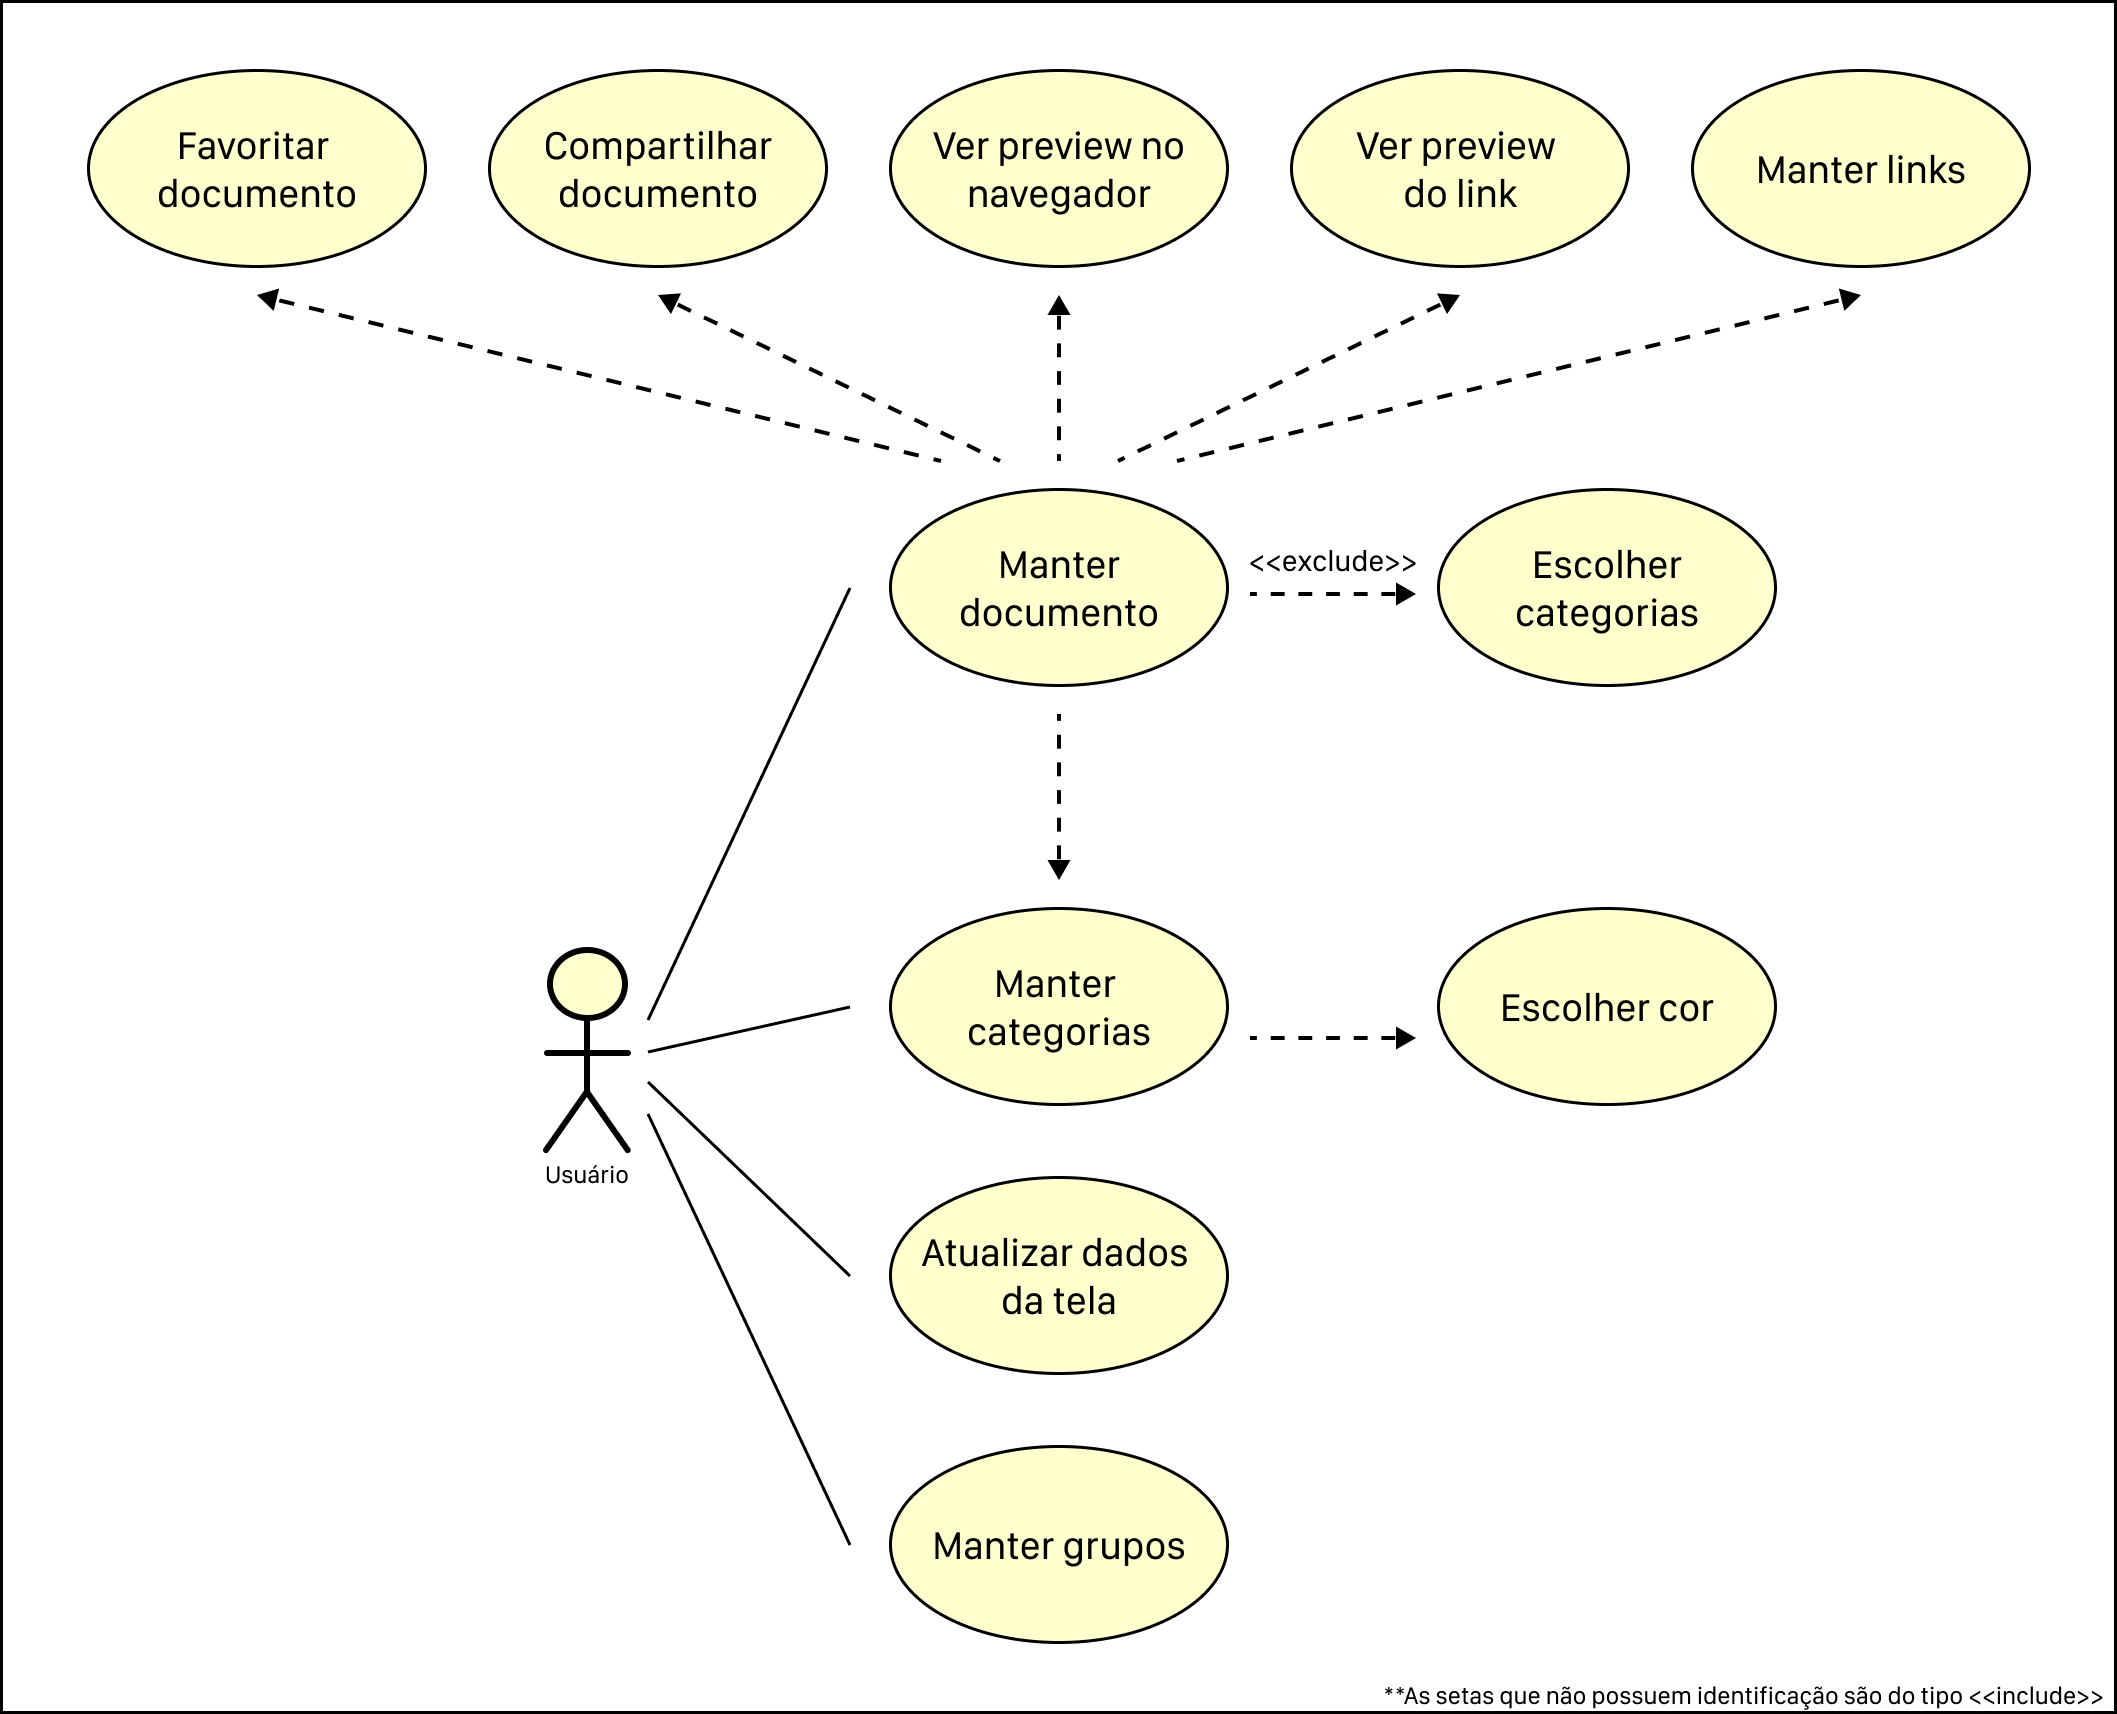 Favoritar
documento
Compartilhar
documento
Ver preview no
navegador
Ver preview
do link
Manter links
Manter
documento
<<exclude>>
Escolher
categorias
Manter
categorias
Escolher cor
Usuário
Atualizar dados
da tela
Manter grupos
**As setas que não possuem identificação são do tipo <<include>>